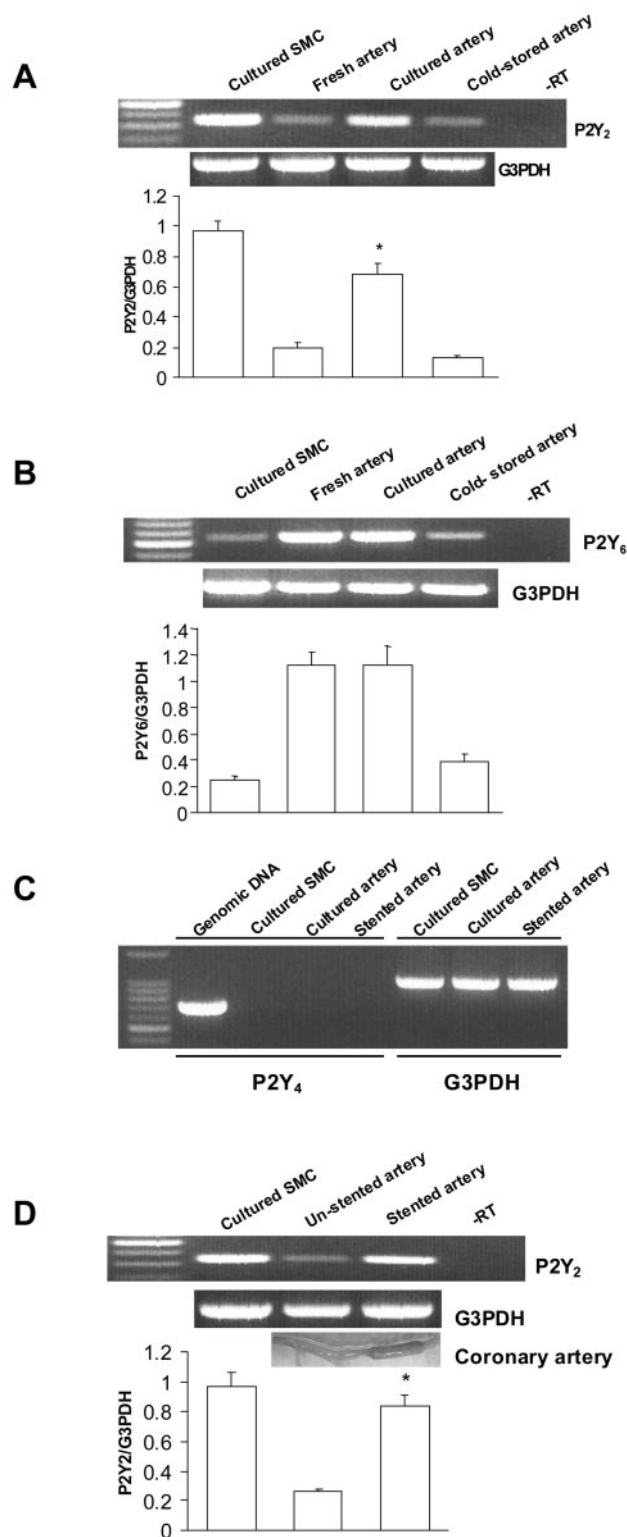 A
Cultured SMC
Fresh artery
Cultured artery
Cold-stored artery
-RT
P2Y₂
G3PDH
P2Y2/G3PDH
1.2
1
0.8
0.6
0.4
0.2
0
*
B
Cultured SMC
Fresh artery
Cultured artery
Cold- stored artery
-RT
P2Y₆
G3PDH
P2Y6/G3PDH
1.4
1.2
1
0.8
0.6
0.4
0.2
0
C
Genomic DNA
Cultured SMC
Cultured artery
Stented artery
Cultured SMC
Cultured artery
Stented artery
P2Y₄
G3PDH
D
Cultured SMC
Un-stented artery
Stented artery
-RT
P2Y₂
G3PDH
Coronary artery
P2Y2/G3PDH
1.2
1
0.8
0.6
0.4
0.2
0
*